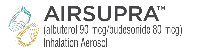 AIRSUPRA™
(albuterol 90 mcg/budesonide 80 mcg)
Inhalation Aerosol